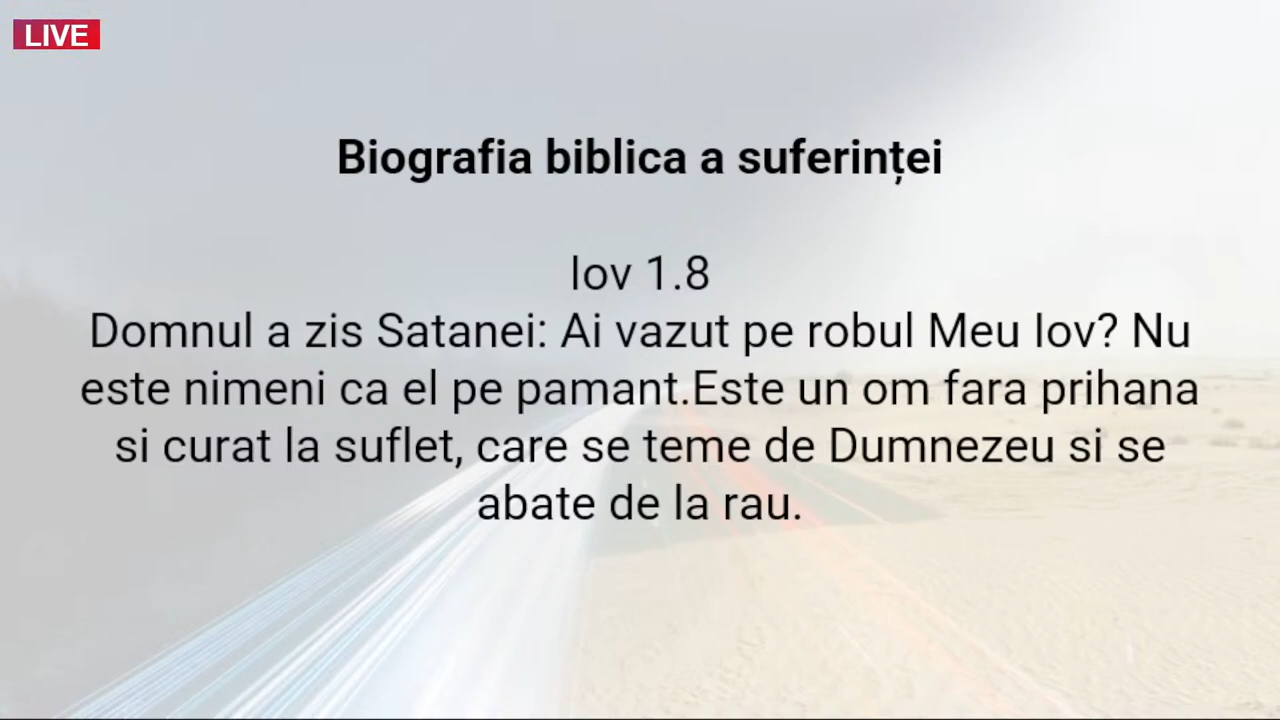 LIVE
Biografia biblica a suferinței
Iov 1.8
Domnul a zis Satanei: Ai vazut pe robul Meu Iov? Nu
este nimeni ca el pe pamant.Este un om fara prihana
si curat la suflet, care se teme de Dumnezeu si se
abate de la rau.